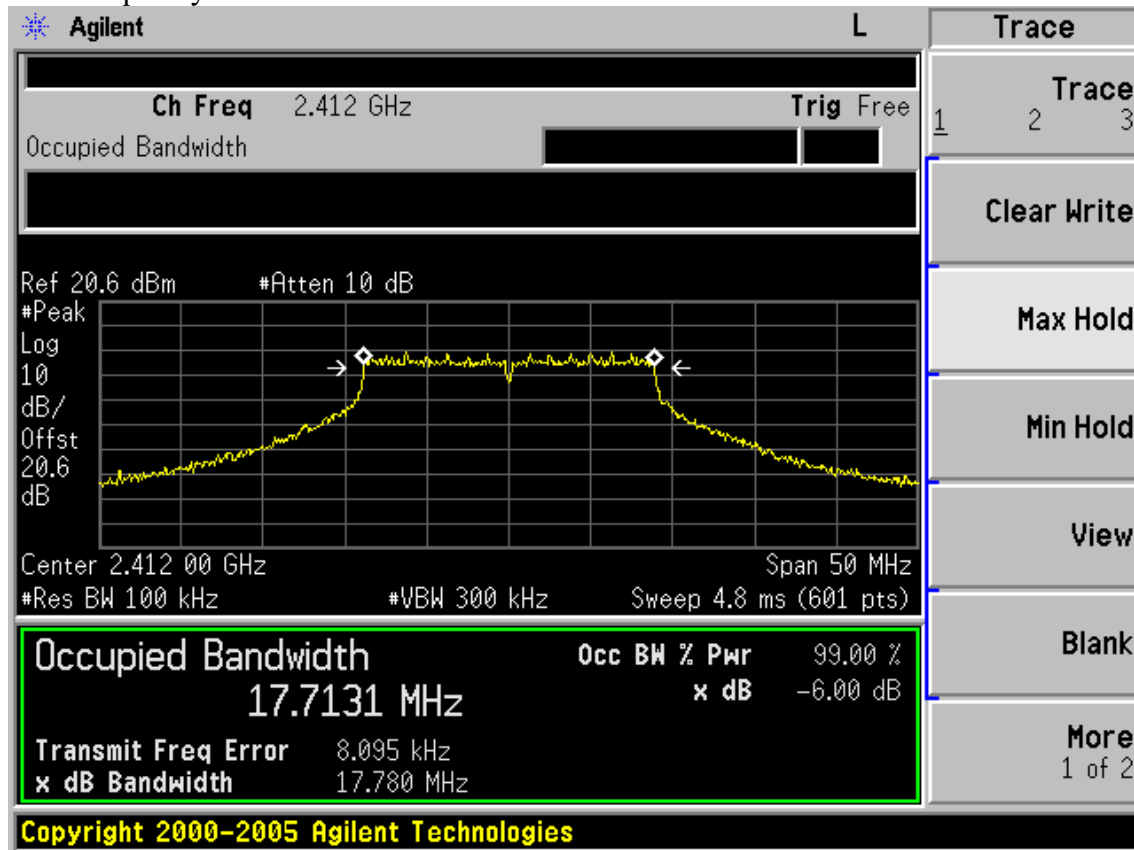 Agilent L Trace
Ch Freq 2.412 GHz Trig Free
Occupied Bandwidth
Trace
1 2 3
Clear Write
Ref 20.6 dBm #Atten 10 dB
#Peak
Log
10
dB/
Offst
20.6
dB
Max Hold
Min Hold
View
Center 2.412 00 GHz Span 50 MHz
#Res BW 100 kHz #VBW 300 kHz Sweep 4.8 ms (601 pts)
Occupied Bandwidth Occ BW % Pwr 99.00 %
17.7131 MHz x dB -6.00 dB
Transmit Freq Error 8.095 kHz
x dB Bandwidth 17.780 MHz
Blank
More
1 of 2
Copyright 2000-2005 Agilent Technologies